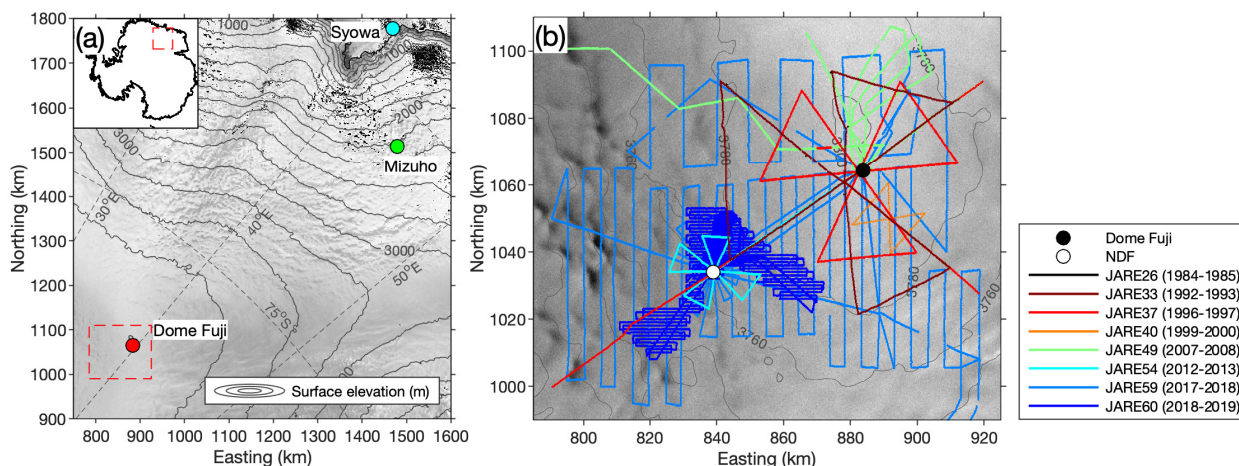 (a)
Syowa
Mizuho
Dome Fuji
Surface elevation (m)
1000
1000
2000
3000
3000
30°E
40°E
50°E
75°S
1800
1700
1600
1500
1400
1300
1200
1100
1000
900
800 900 1000 1100 1200 1300 1400 1500 1600
Easting (km)
Northing (km)
(b)
3760
3760
3780
3780
3760
3760
1100
1080
1060
1040
1020
1000
800 820 840 860 880 900 920
Easting (km)
Northing (km)
Dome Fuji
NDF
JARE26 (1984-1985)
JARE33 (1992-1993)
JARE37 (1996-1997)
JARE40 (1999-2000)
JARE49 (2007-2008)
JARE54 (2012-2013)
JARE59 (2017-2018)
JARE60 (2018-2019)